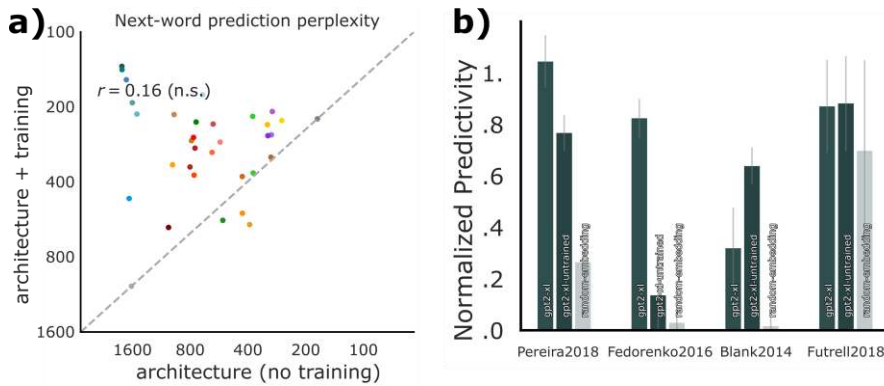 a)
Next-word prediction perplexity
100
200
400
800
1600
r = 0.16 (n.s.)
architecture + training
1600 800 400 200 100
architecture (no training)
b)
Normalized Predictivity
1.
.8
.6
.4
.2
.0
gpt2-xl
gpt2-xl-untrained
random-embedding
gpt2-xl
gpt2-xl-untrained
random-embedding
gpt2-xl
gpt2-xl-untrained
random-embedding
gpt2-xl
gpt2-xl-untrained
random-embedding
Pereira2018 Fedorenko2016 Blank2014 Futrell2018